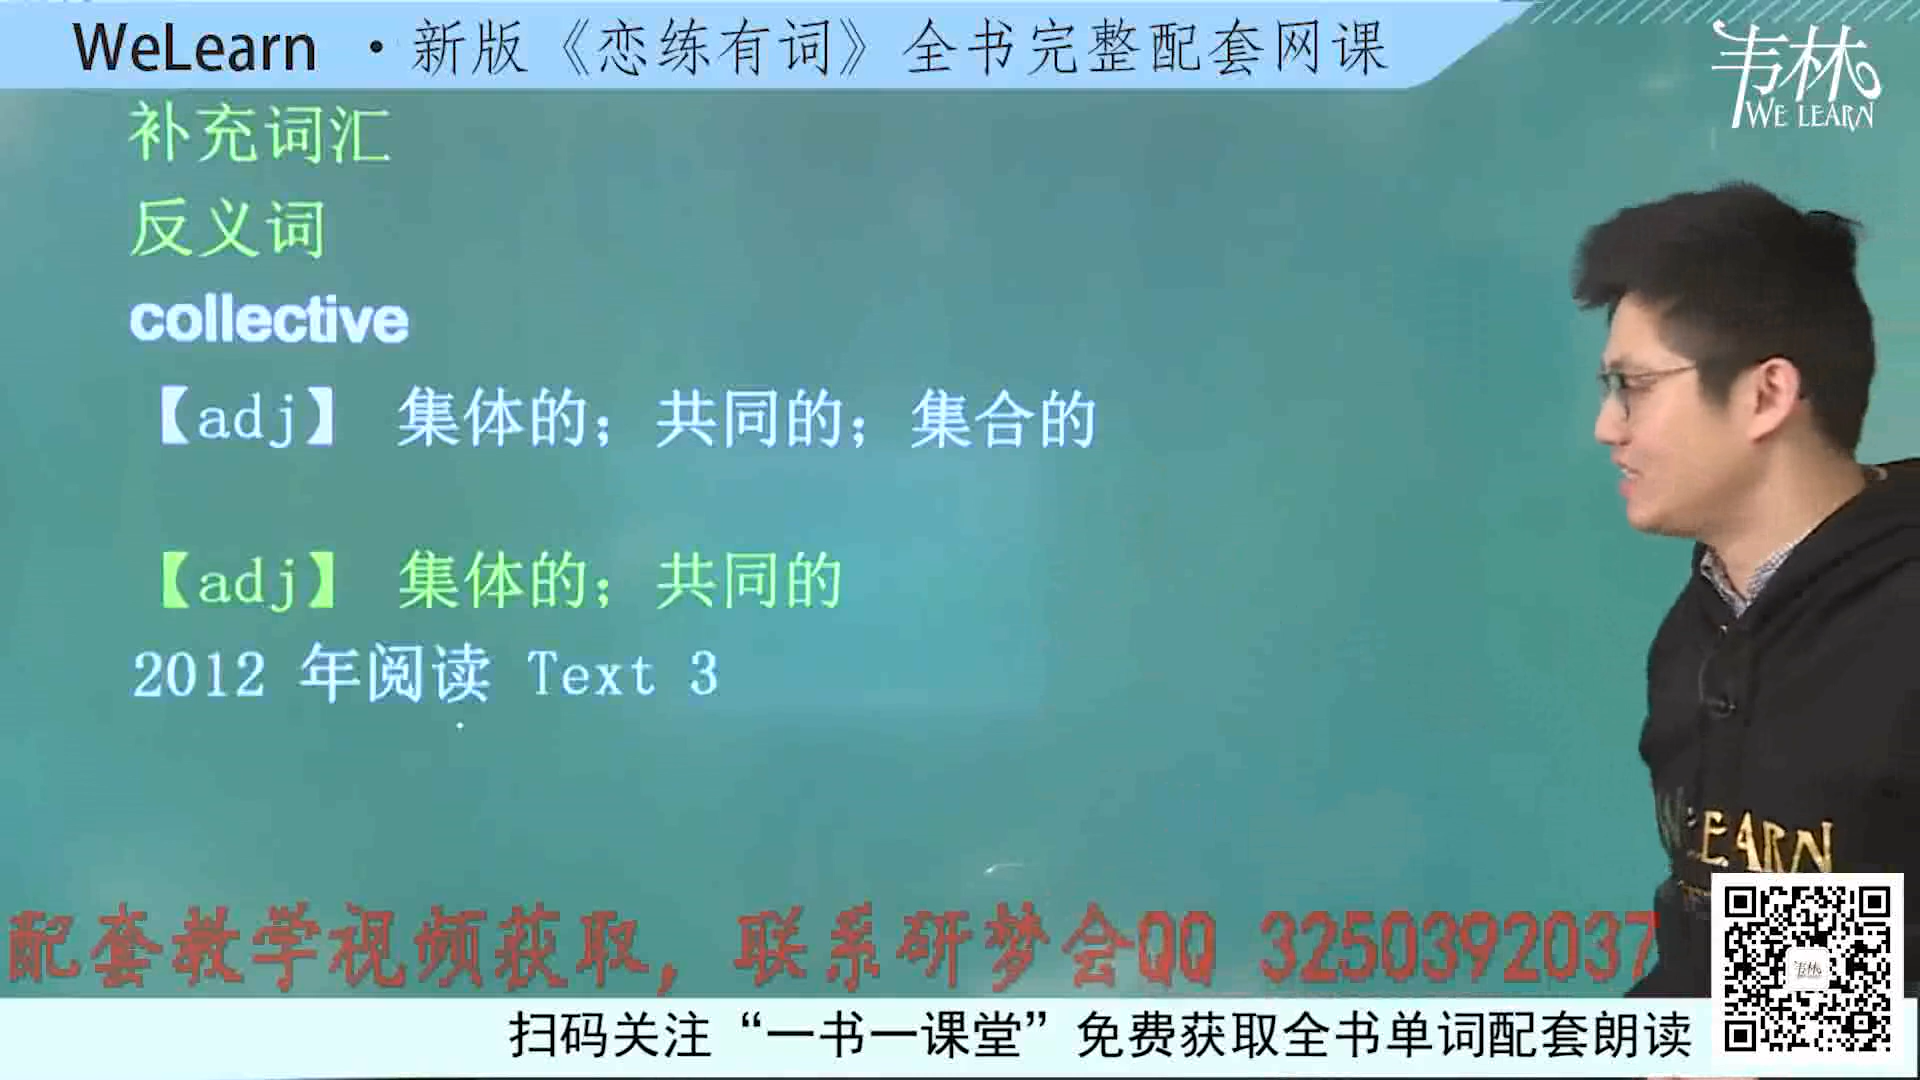 WeLearn ·新版《恋练有词》全书完整配套网课
韦林
WE LEARN
补充词汇
反义词
collective
【adj】 集体的；共同的；集合的
【adj】 集体的；共同的
2012 年阅读 Text 3
WeLEARN
配套教学视频获取，联系研梦会QQ 3250392037
韦林
扫码关注“一书一课堂”免费获取全书单词配套朗读